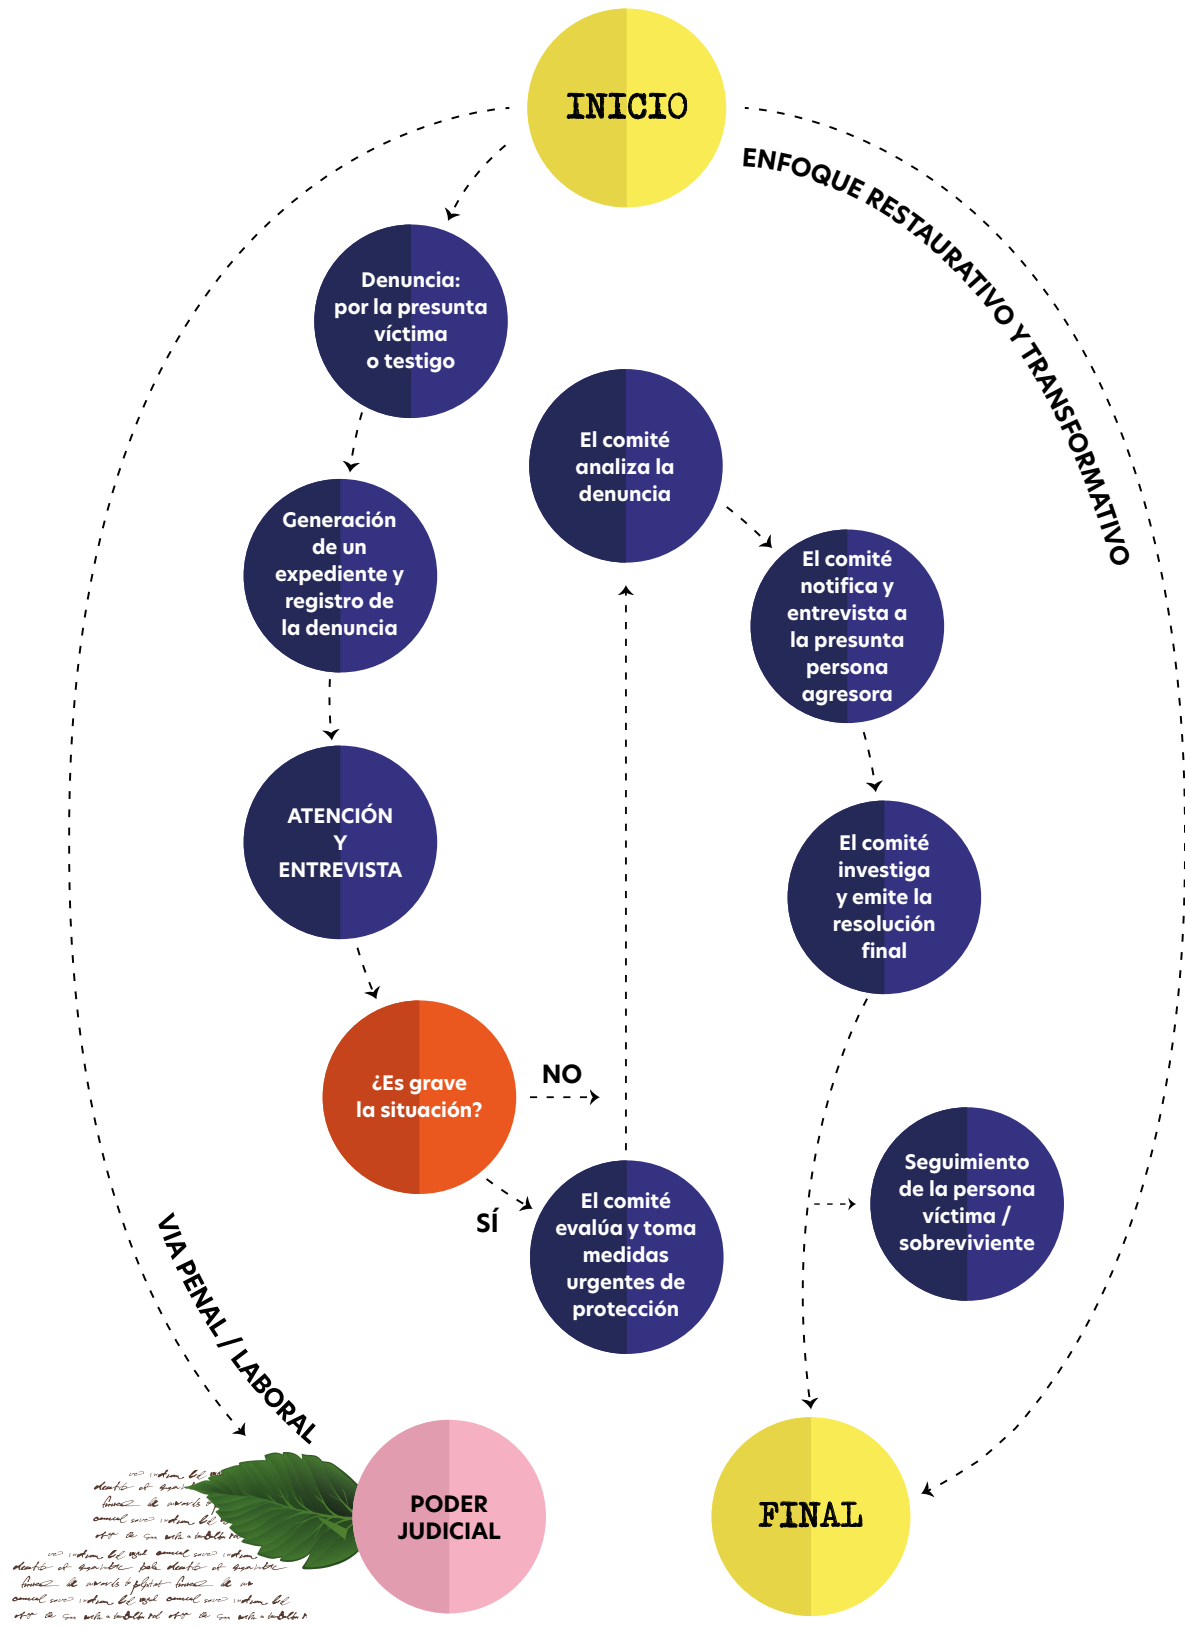 INICIO
ENFOQUE RESTAURATIVO Y TRANSFORMATIVO
Denuncia:
por la presunta
víctima
o testigo
Generación
de un
expediente y
registro de
la denuncia
ATENCIÓN
Y
ENTREVISTA
¿Es grave
la situación?
NO
SÍ
El comité
evalúa y toma
medidas
urgentes de
protección
El comité
analiza la
denuncia
El comité
notifica y
entrevista a
la presunta
persona
agresora
El comité
investiga
y emite la
resolución
final
Seguimiento
de la persona
víctima /
sobreviviente
VIA PENAL / LABORAL
PODER
JUDICIAL
FINAL